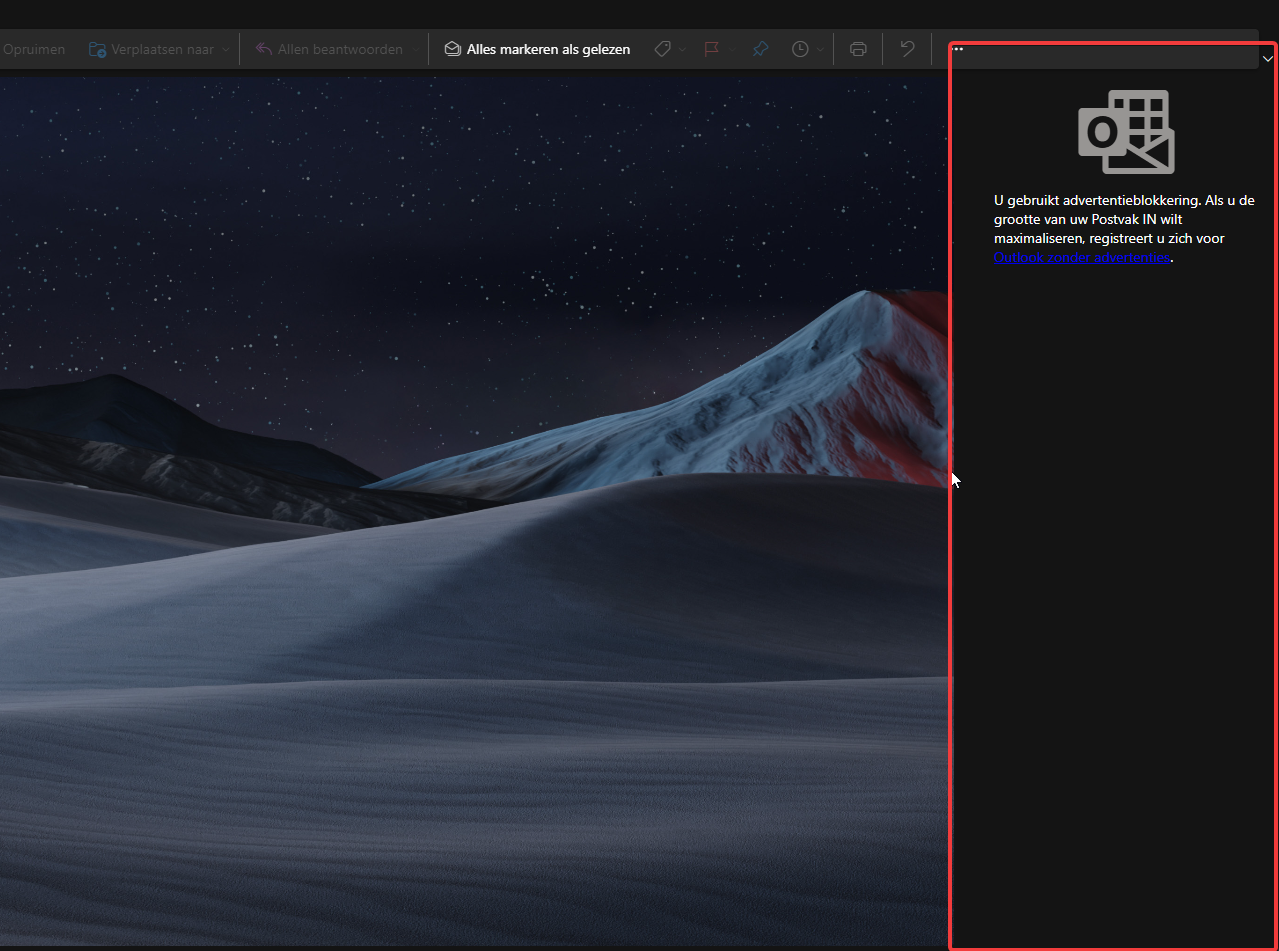 Opruimen Verplaatsen naar Allen beantwoorden Alles markeren als gelezen
U gebruikt advertentieblokkering. Als u de
grootte van uw Postvak IN wilt
maximaliseren, registreert u zich voor
Outlook zonder advertenties.